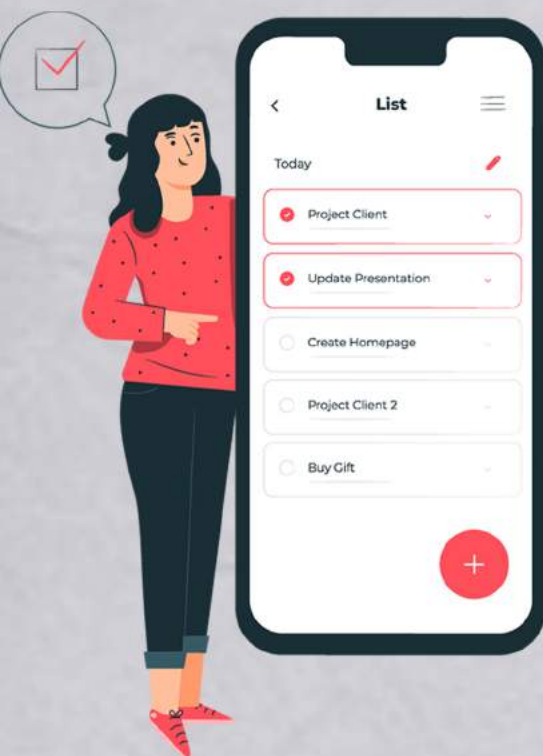 List
Today
Project Client
Update Presentation
Create Homepage
Project Client 2
Buy Gift